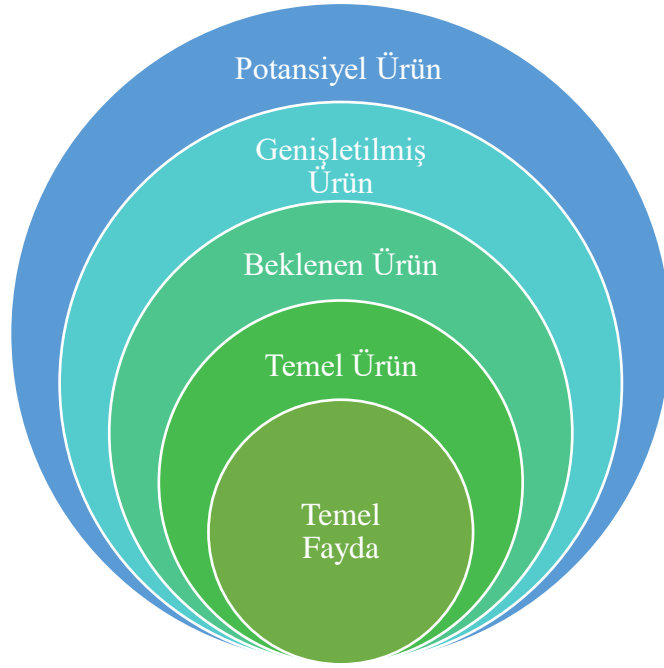 Potansiyel Ürün
Genişletilmiş
Ürün
Beklenen Ürün
Temel Ürün
Temel
Fayda